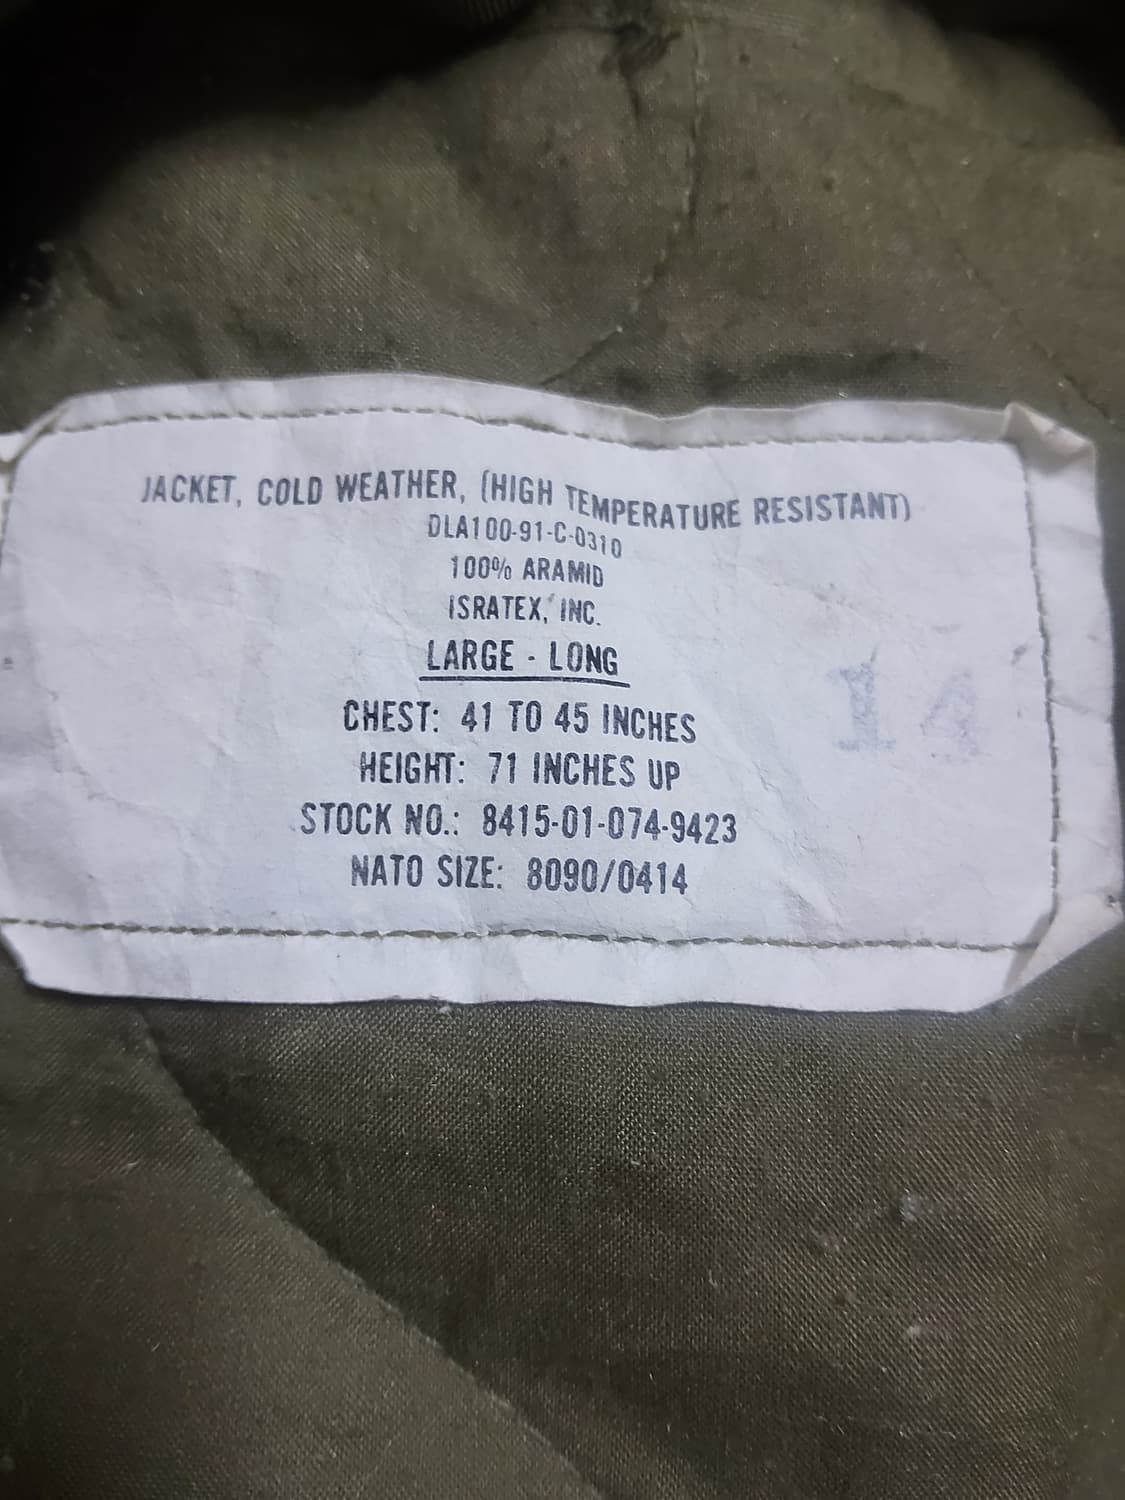 JACKET, COLD WEATHER, (HIGH TEMPERATURE RESISTANT)
DLA100-91-C-0310
100% ARAMID
ISRATEX, INC.
LARGE - LONG
CHEST: 41 TO 45 INCHES
HEIGHT: 71 INCHES UP
STOCK NO.: 8415-01-074-9423
NATO SIZE: 8090/0414
14